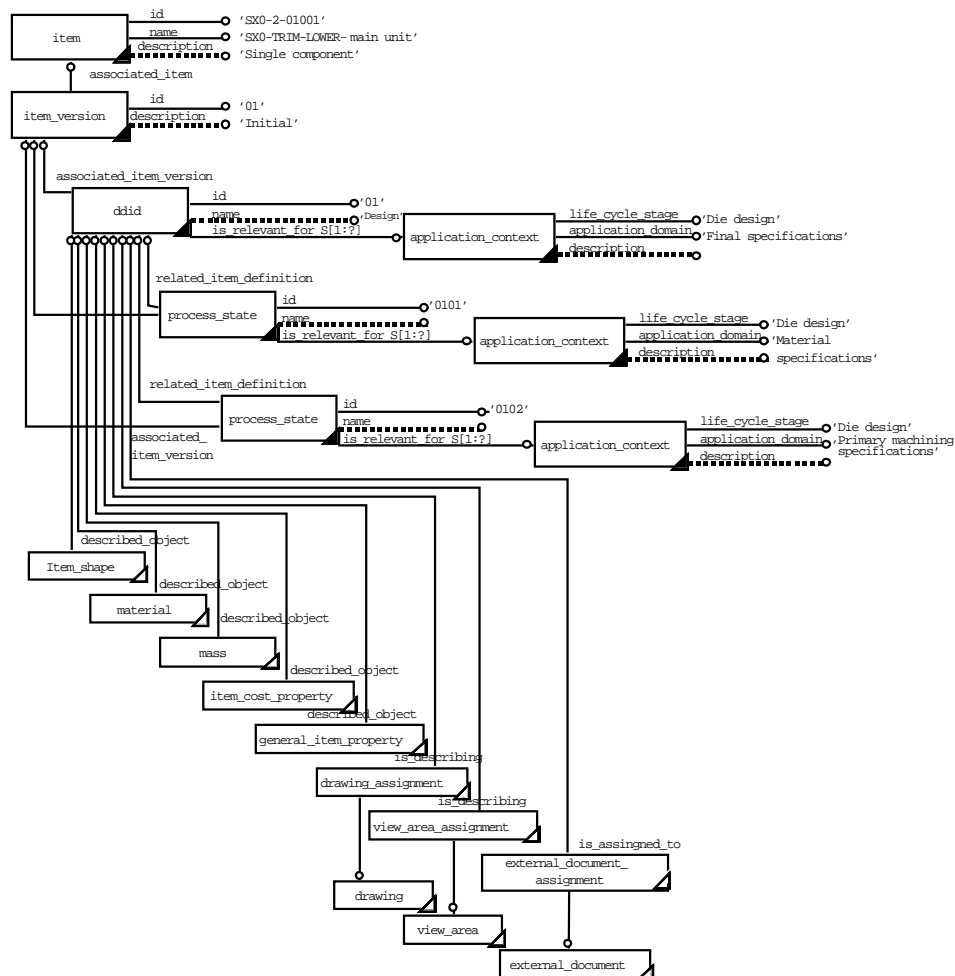 id
'SX0-2-01001'
item
name
'SX0-TRIM-LOWER-main unit'
description
'Single component'
associated_item
id
'01'
item_version
description
'Initial'
associated_item_version
ddid
id
'01'
name
'Design'
is_relevant_for S[1:?]
application_context
life_cycle_stage
'Die design'
application_domain
'Final specifications'
description
related_item_definition
process_state
id
'0101'
name
is_relevant_for S[1:?]
application_context
life_cycle_stage
'Die design'
application_domain
'Material
description
specifications'
related_item_definition
process_state
id
'0102'
name
is_relevant_for S[1:?]
associated_
item_version
application_context
life_cycle_stage
'Die design'
application_domain
'Primary machining
specifications'
description
described_object
Item_shape
described_object
material
described_object
mass
described_object
item_cost_property
described_object
general_item_property
is_describing
drawing_assignment
is_describing
view_area_assignment
is_assingned_to
external_document_
assignment
drawing
view_area
external_document